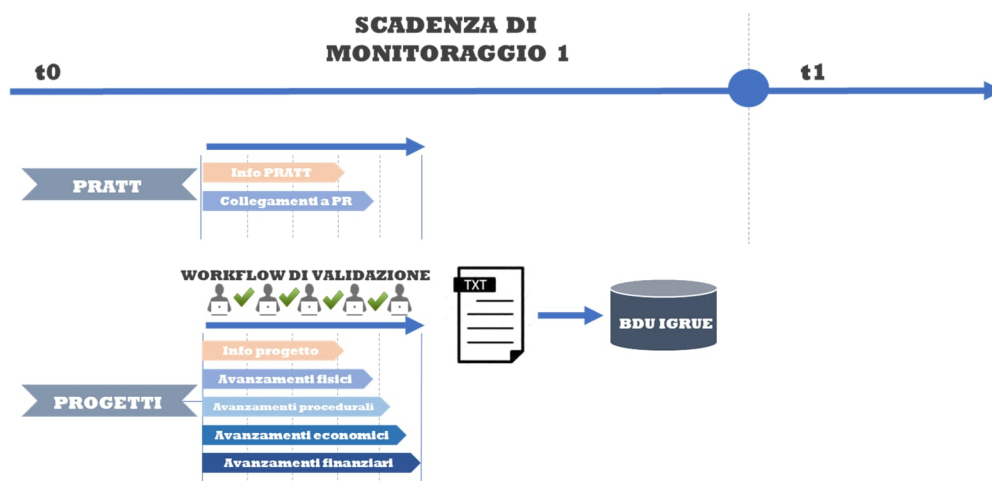 SCADENZA DI
MONITORAGGIO 1
t0
t1
PRATT
Info PRATT
Collegamenti a PR
WORKFLOW DI VALIDAZIONE
TXT
BDU IGRUE
PROGETTI
Info progetto
Avanzamenti fisici
Avanzamenti procedurali
Avanzamenti economici
Avanzamenti finanziari